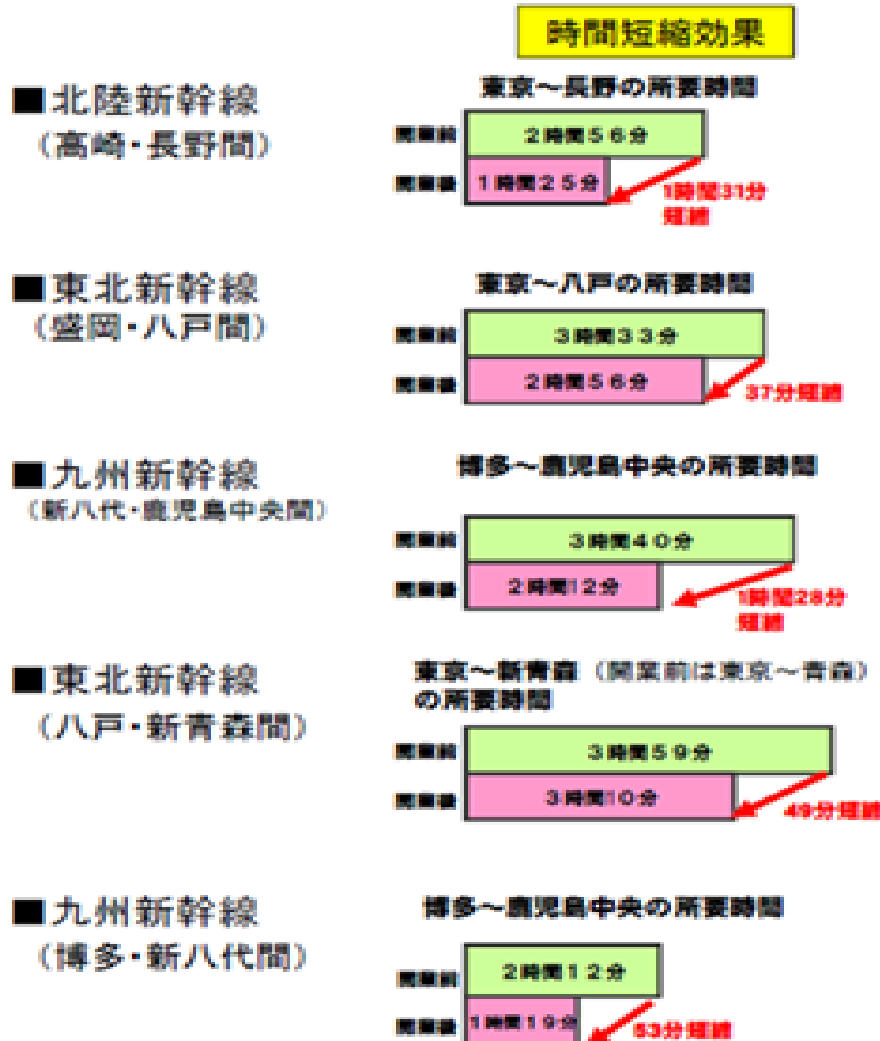 時間短縮効果
■北陸新幹線
(高崎・長野間)
東京～長野の所要時間
開業前
2時間56分
開業後
1時間25分
1時間31分
短縮
■東北新幹線
(盛岡・八戸間)
東京～八戸の所要時間
開業前
3時間33分
開業後
2時間56分
37分短縮
■九州新幹線
(新八代・鹿児島中央間)
博多～鹿児島中央の所要時間
開業前
3時間40分
開業後
2時間12分
1時間28分
短縮
■東北新幹線
(八戸・新青森間)
東京～新青森（開業前は東京～青森）
の所要時間
開業前
3時間59分
開業後
3時間10分
49分短縮
■九州新幹線
(博多・新八代間)
博多～鹿児島中央の所要時間
開業前
2時間12分
開業後
1時間19分
53分短縮